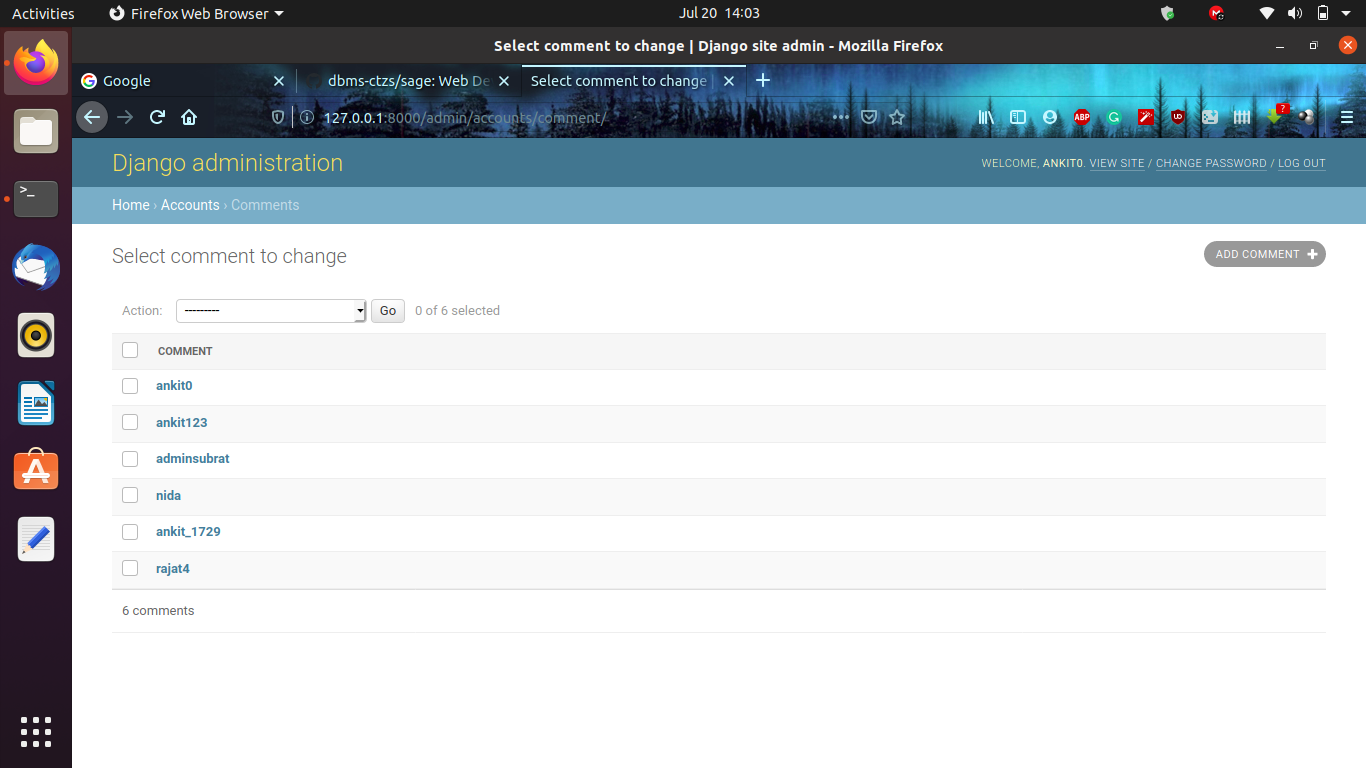 Activities Firefox Web Browser Jul 20 14:03
Select comment to change | Django site admin - Mozilla Firefox
Google dbms-ctzs/sage: Web De Select comment to change
127.0.0.1:8000/admin/accounts/comment/ ABP ?
Django administration WELCOME, ANKIT0. VIEW SITE / CHANGE PASSWORD / LOG OUT
Home › Accounts › Comments
Select comment to change ADD COMMENT +
Action: --------- Go 0 of 6 selected
COMMENT
ankit0
ankit123
adminsubrat
nida
ankit_1729
rajat4
6 comments